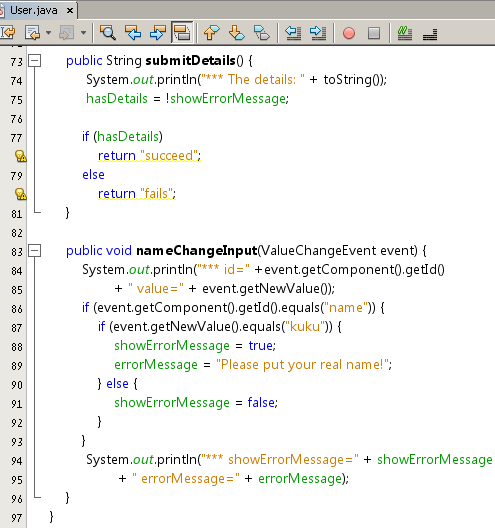 User.java
73 public String submitDetails() {
74 System.out.println("*** The details: " + toString());
75 hasDetails = !showErrorMessage;
76
77 if (hasDetails)
return "succeed";
79 else
return "fails";
81 }
82
83 public void nameChangeInput(ValueChangeEvent event) {
84 System.out.println("*** id=" +event.getComponent().getId()
85 + " value=" + event.getNewValue());
86 if (event.getComponent().getId().equals("name")) {
87 if (event.getNewValue().equals("kuku")) {
88 showErrorMessage = true;
89 errorMessage = "Please put your real name!";
90 } else {
91 showErrorMessage = false;
92 }
93 }
94 System.out.println("*** showErrorMessage=" + showErrorMessage
95 + " errorMessage=" + errorMessage);
96 }
97 }